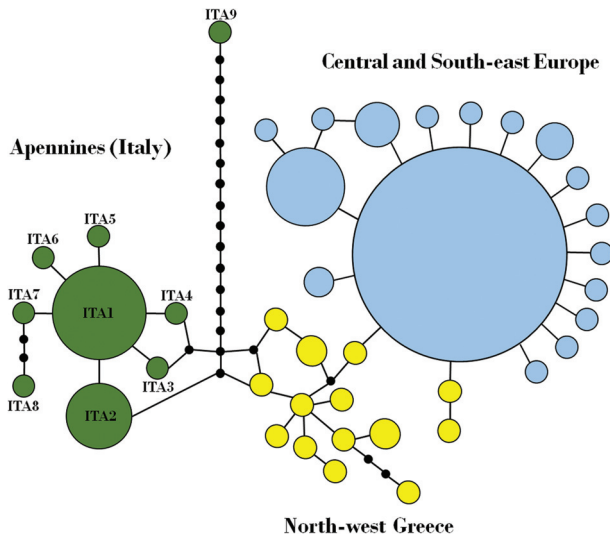 ITA9
Central and South-east Europe
Apennines (Italy)
ITA5
ITA6
ITA7
ITA4
ITA1
ITA3
ITA8
ITA2
North-west Greece